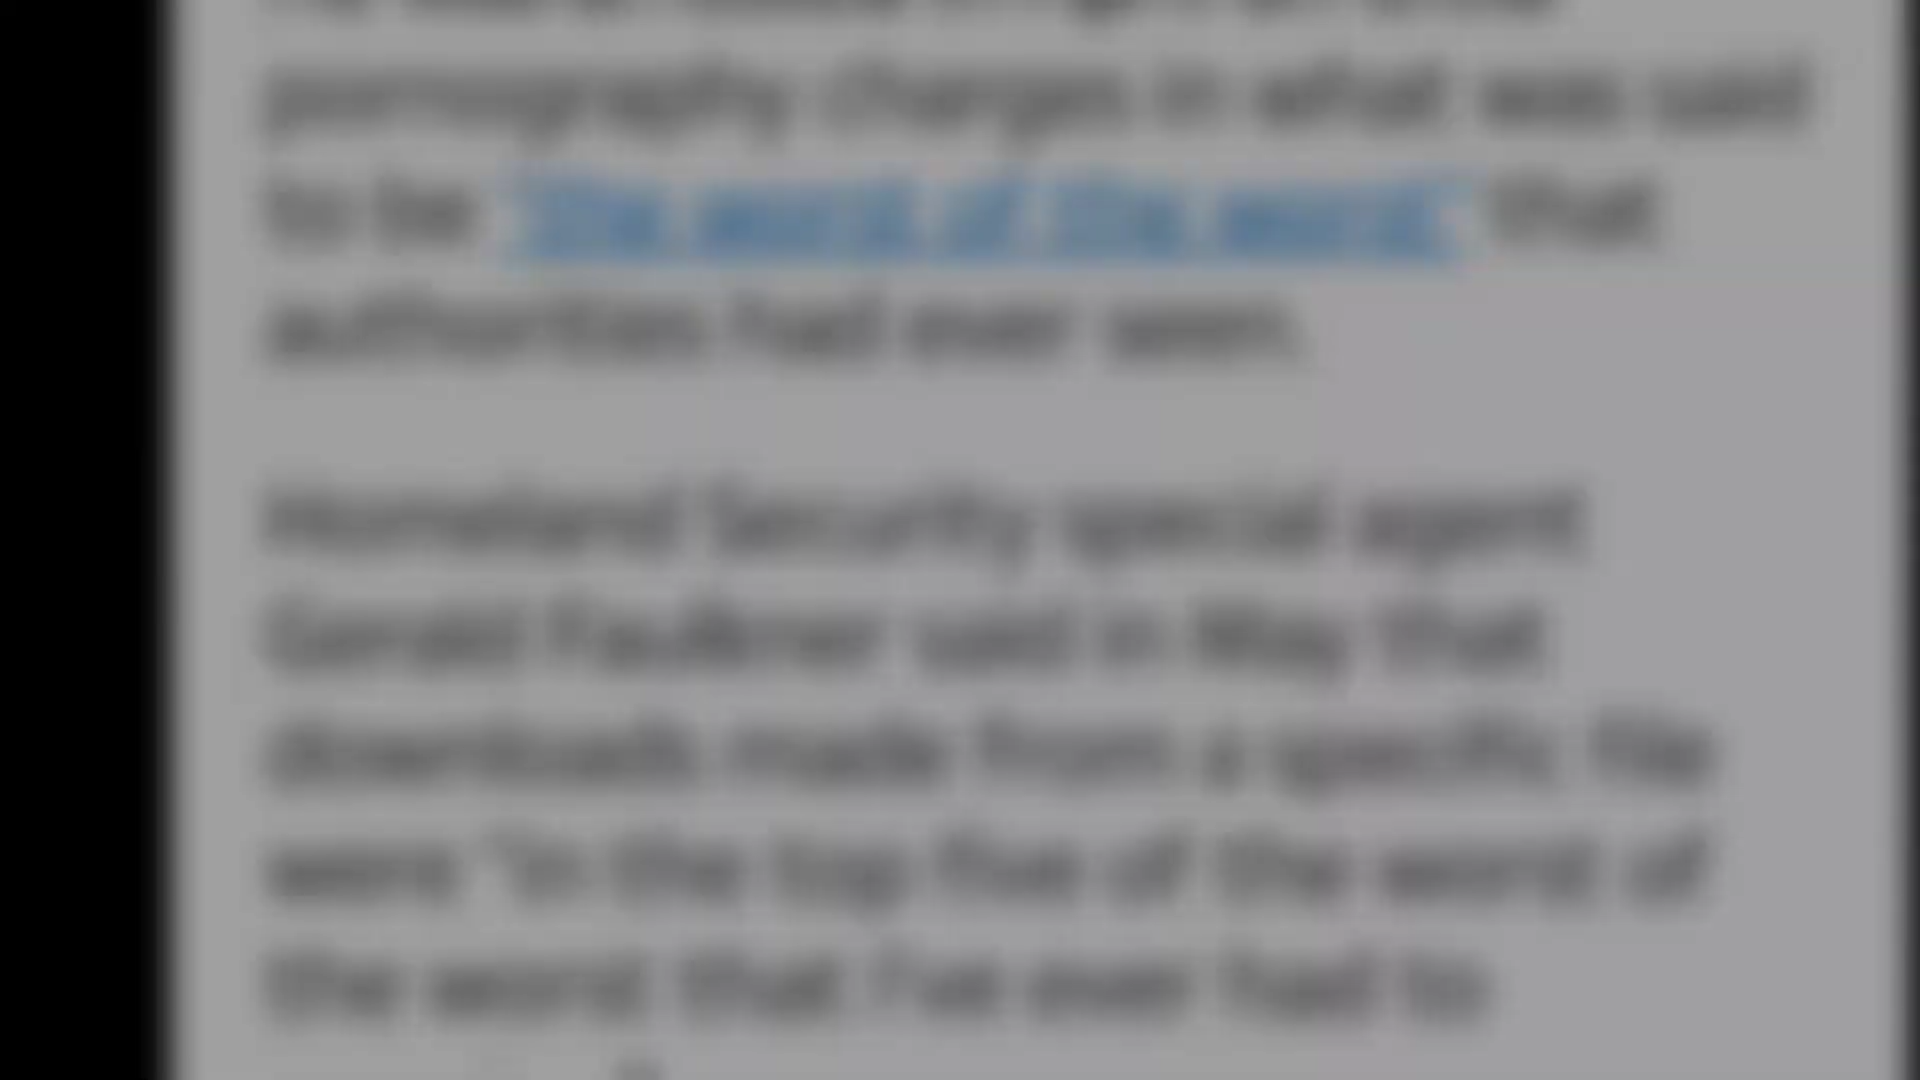 pornography charges in what was said
to be "the worst of the worst" that
authorities had ever seen.
Homeland Security special agent
Gerald Faulkner said in May that
downloads made from a specific file
were "in the top five of the worst of
the worst that I've ever had to